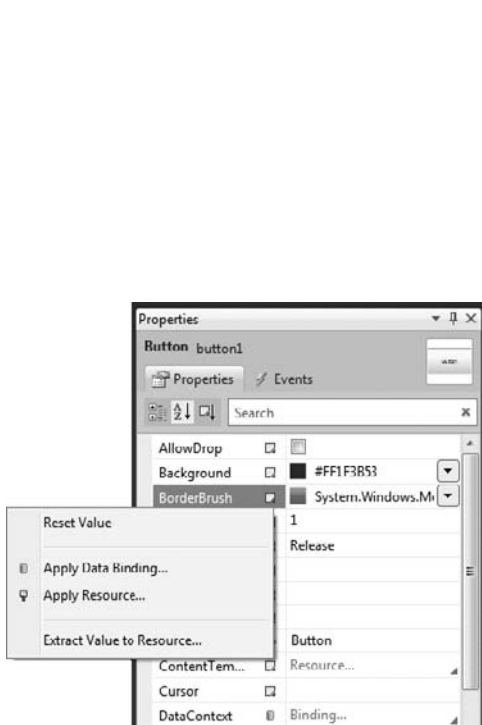 Properties
Button button1
Properties Events
Search
AllowDrop
Background #FF1F3B53
BorderBrush System.Windows.Me
Reset Value
1
Release
Apply Data Binding...
Apply Resource...
Extract Value to Resource...
Button
ContentTem... Resource...
Cursor
DataContext Binding...